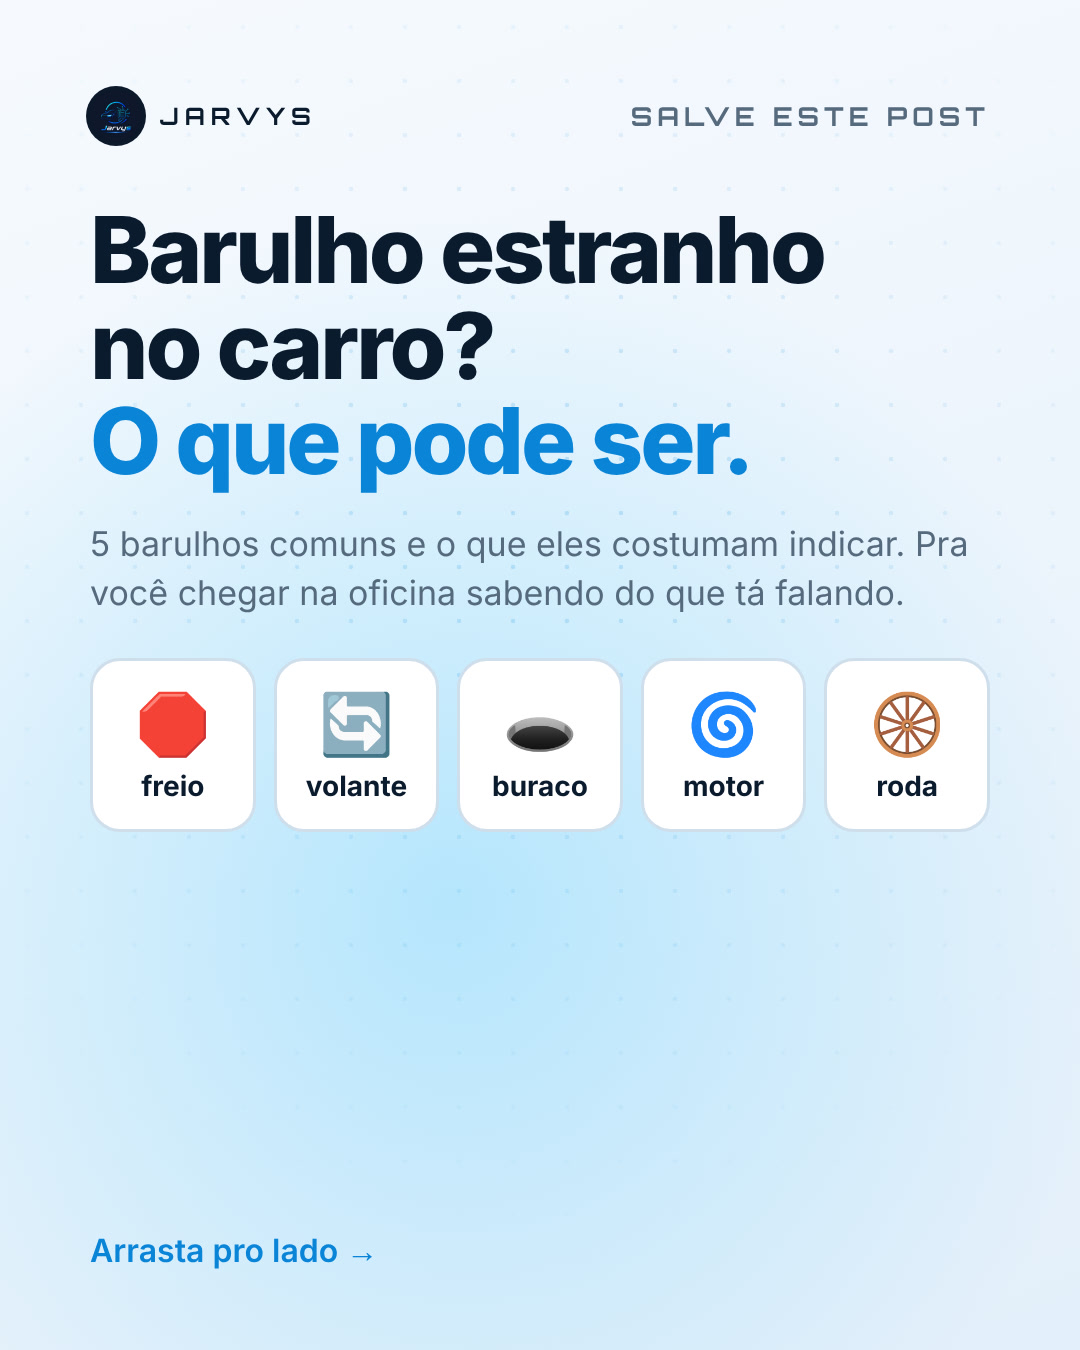 Jarvys
JARVYS
SALVE ESTE POST
Barulho estranho
no carro?
O que pode ser.
5 barulhos comuns e o que eles costumam indicar. Pra
você chegar na oficina sabendo do que tá falando.
freio
volante
buraco
motor
roda
Arrasta pro lado →